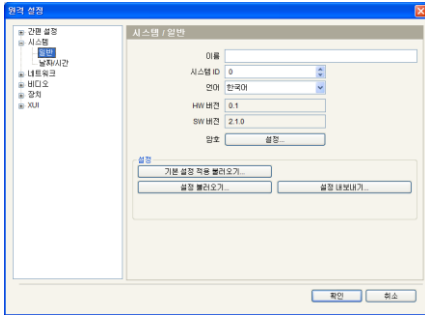 원격 설정
간편 설정
시스템
일반
날짜/시간
네트워크
비디오
장치
XUI
시스템 / 일반
이름
시스템 ID 0
언어 한국어
HW 버전 0.1
SW 버전 2.1.0
암호 설정...
설정
기본 설정 적용 불러오기...
설정 불러오기... 설정 내보내기...
확인 취소